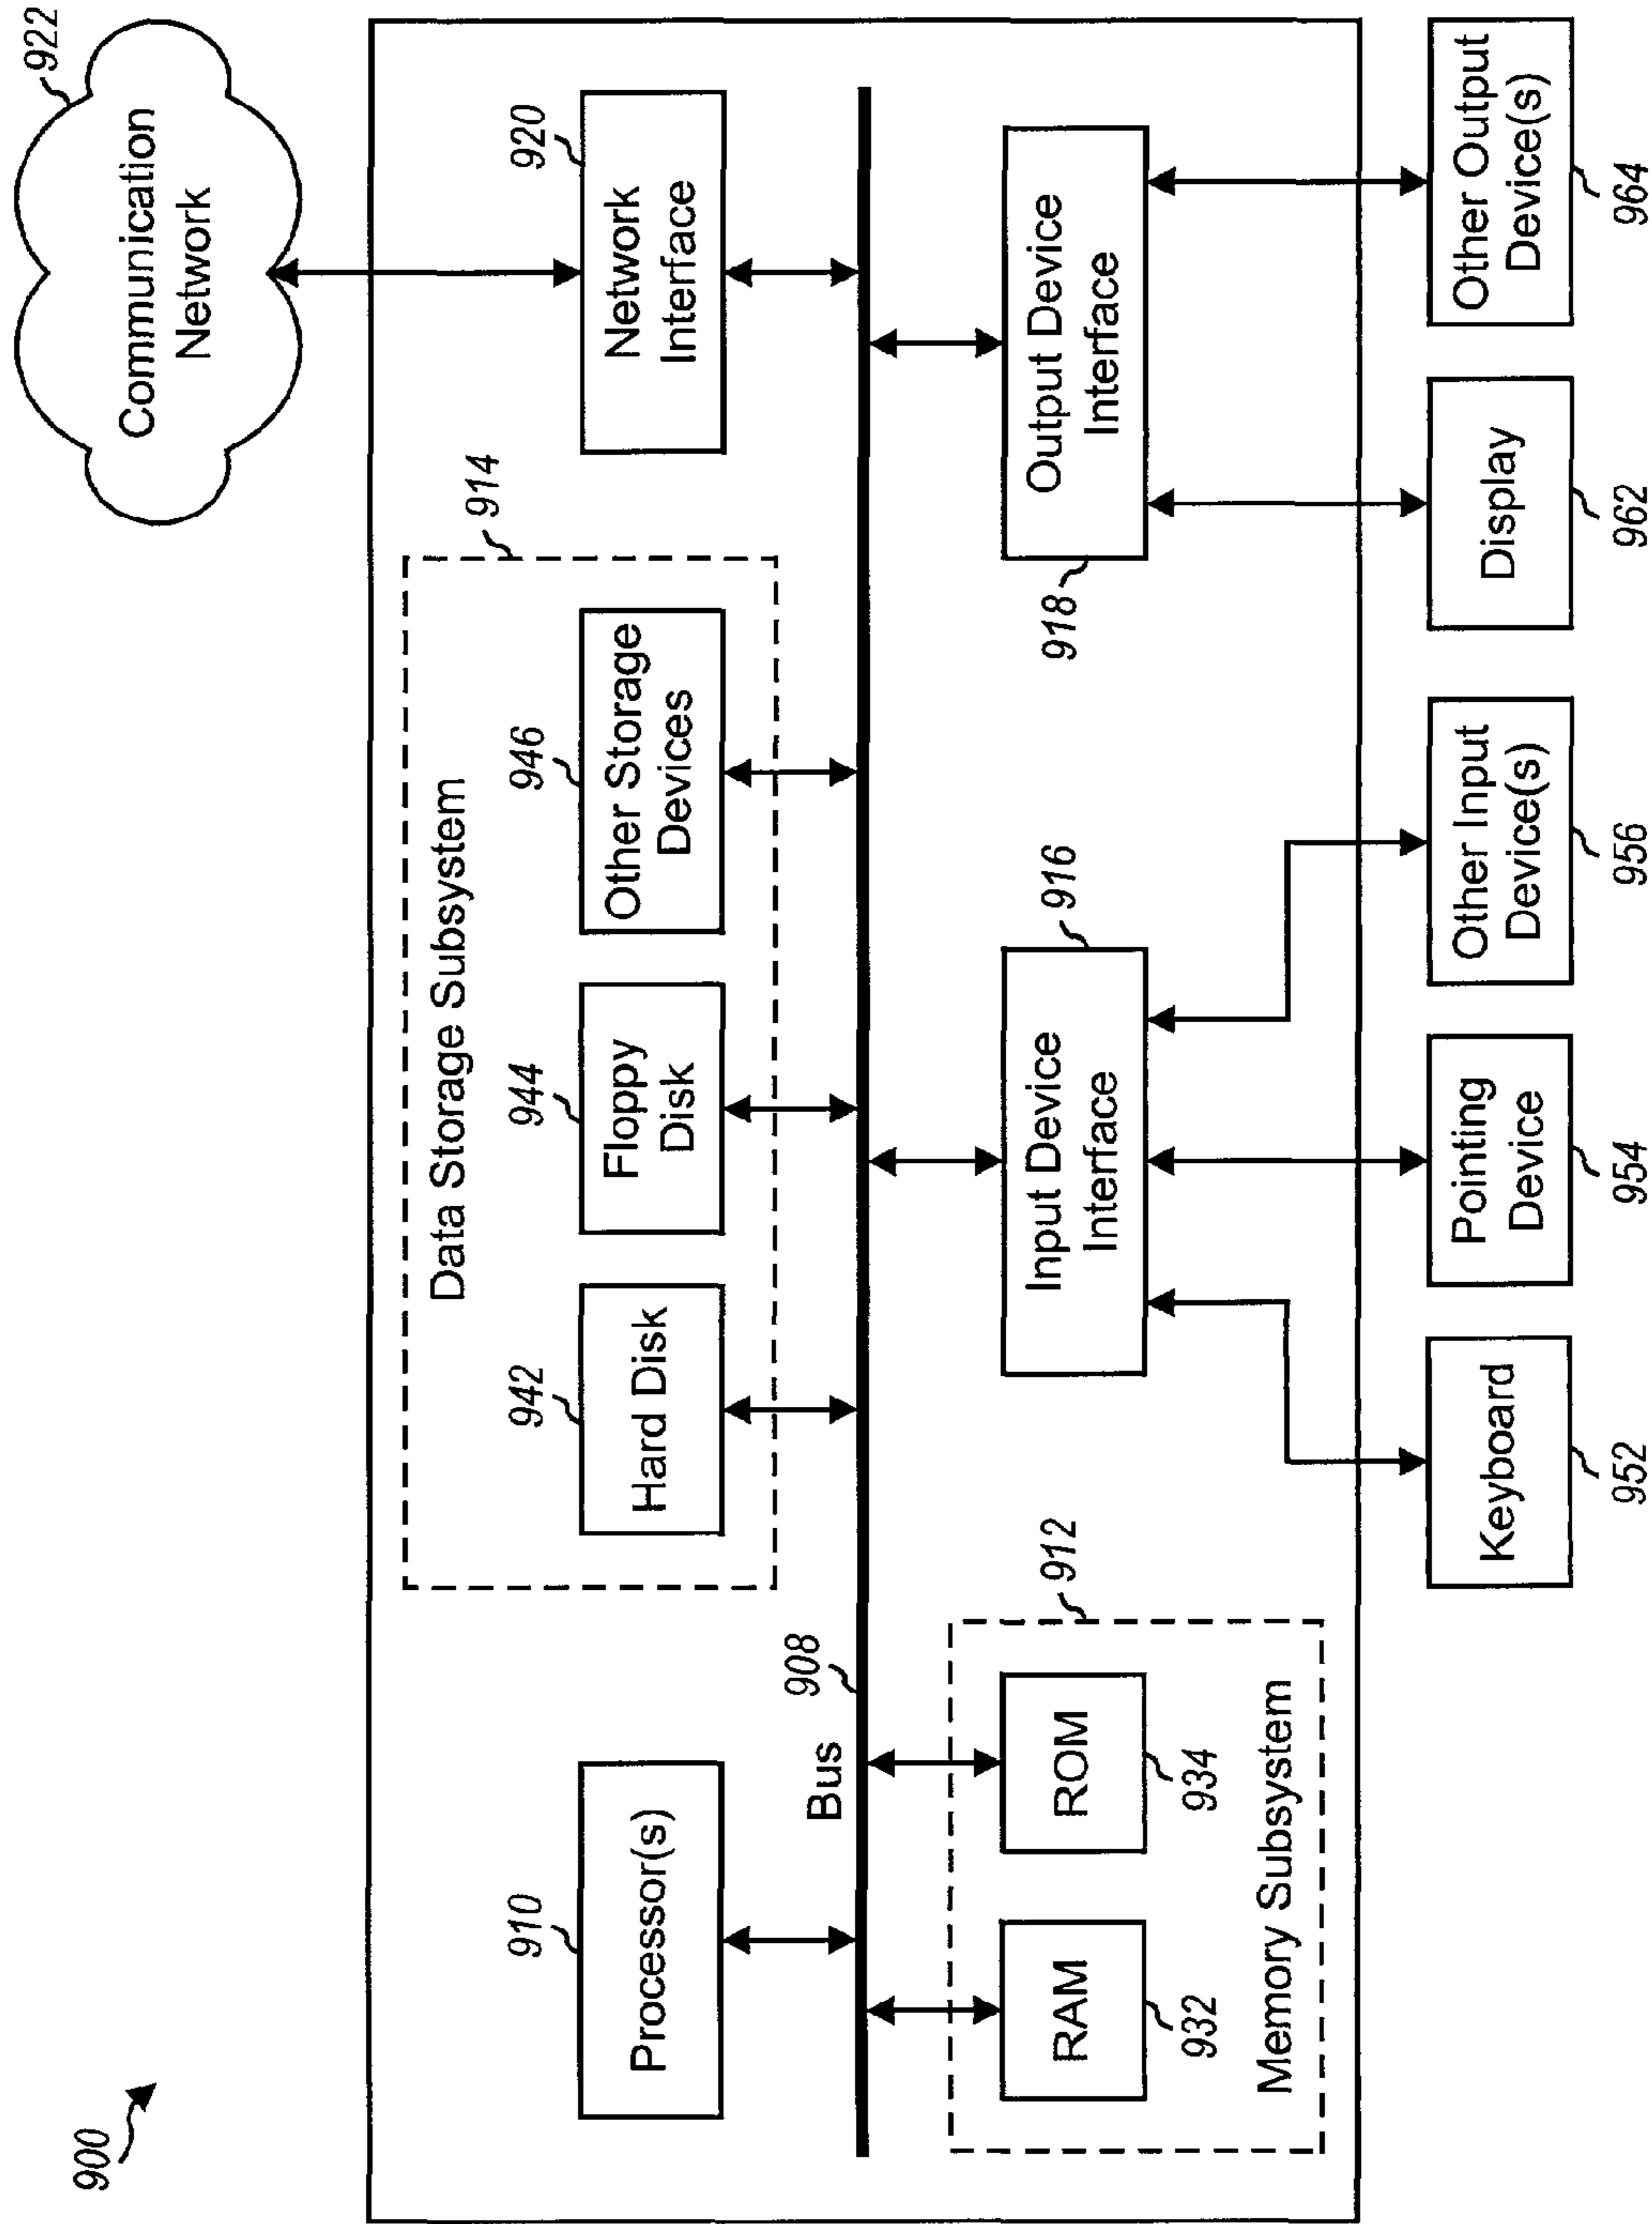 900
Communication
Network
922
Data Storage Subsystem
914
910
Processor(s)
942
Hard Disk
944
Floppy
Disk
946
Other Storage
Devices
920
Network
Interface
Bus
908
RAM
932
ROM
934
Memory Subsystem
912
Input Device
Interface
916
Output Device
Interface
918
Keyboard
952
Pointing
Device
954
Other Input
Device(s)
956
Display
962
Other Output
Device(s)
964